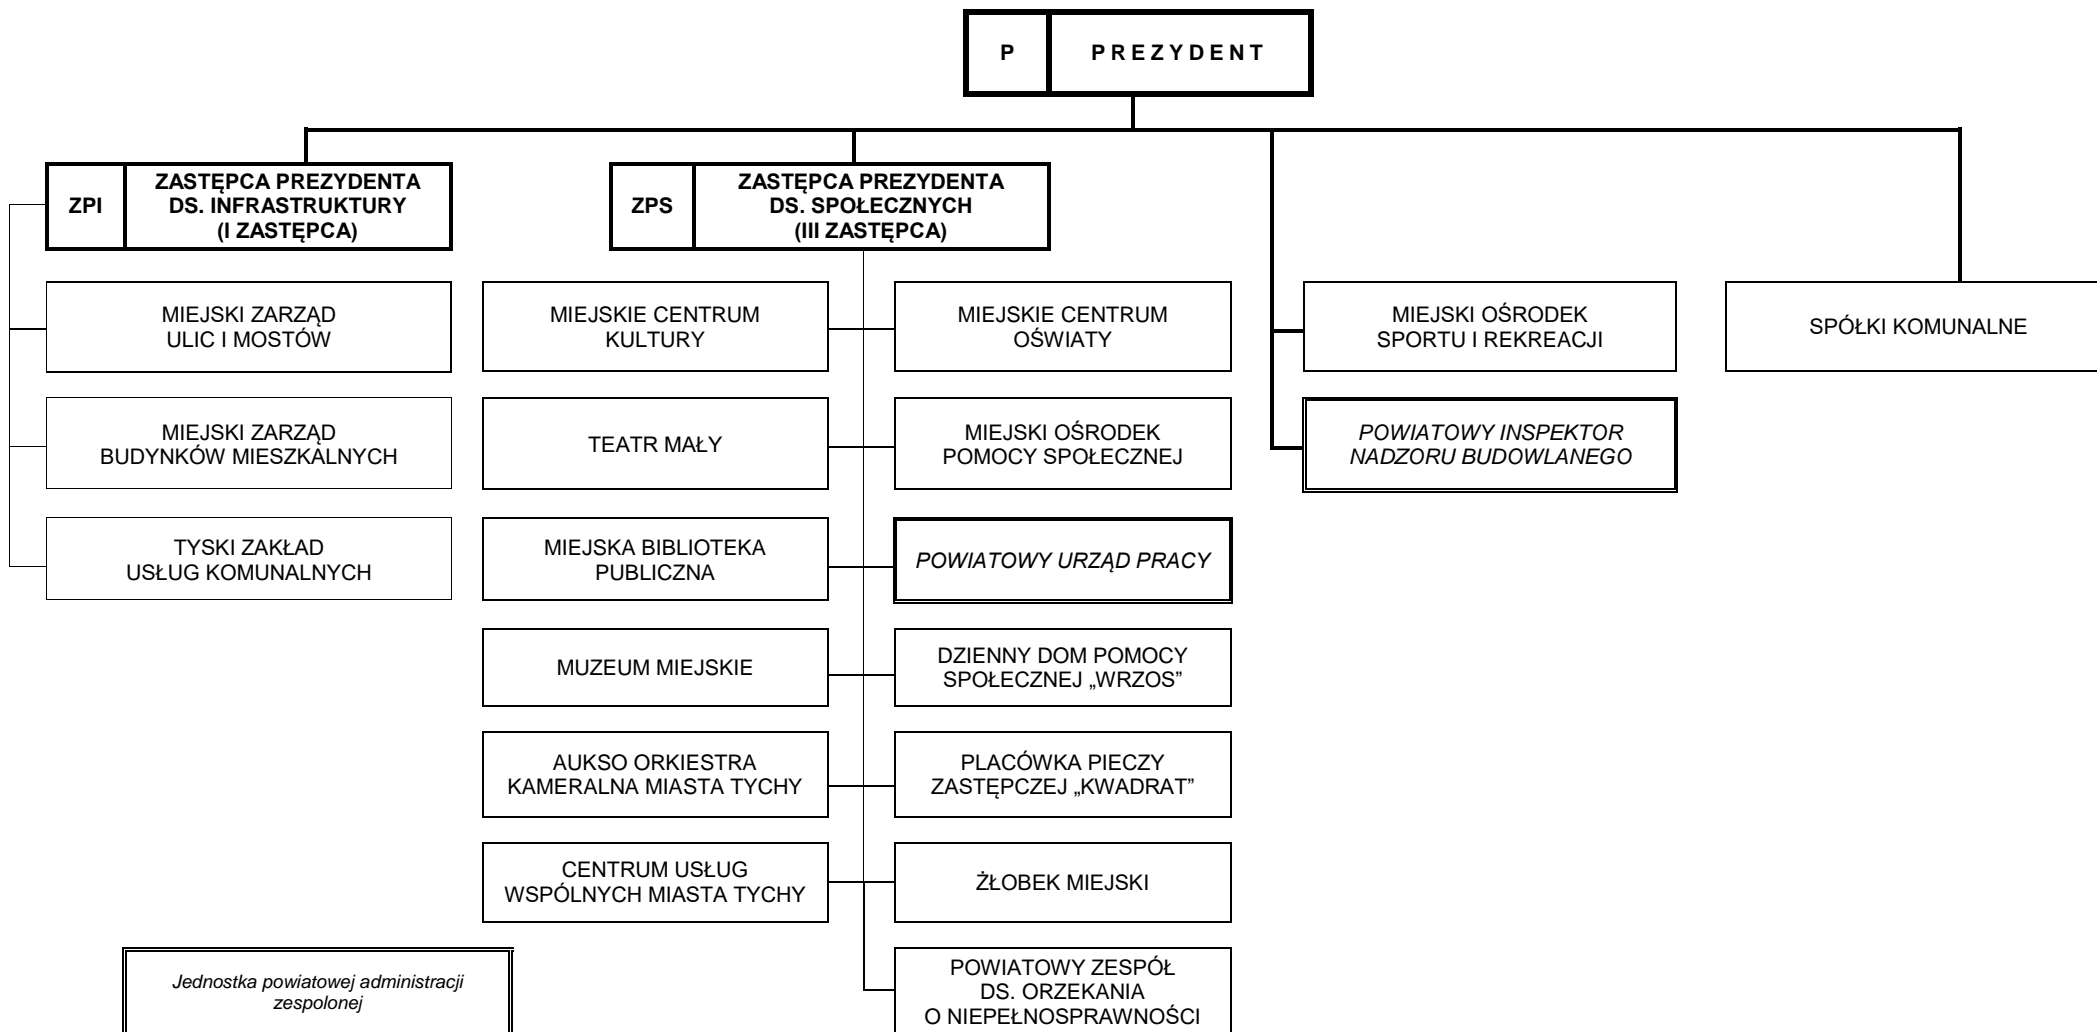 P
P R E Z Y D E N T
ZPI
ZASTĘPCA PREZYDENTA
DS. INFRASTRUKTURY
(I ZASTĘPCA)
ZPS
ZASTĘPCA PREZYDENTA
DS. SPOŁECZNYCH
(III ZASTĘPCA)
MIEJSKI ZARZĄD
ULIC I MOSTÓW
MIEJSKIE CENTRUM
KULTURY
MIEJSKIE CENTRUM
OŚWIATY
MIEJSKI OŚRODEK
SPORTU I REKREACJI
SPÓŁKI KOMUNALNE
MIEJSKI ZARZĄD
BUDYNKÓW MIESZKALNYCH
TEATR MAŁY
MIEJSKI OŚRODEK
POMOCY SPOŁECZNEJ
POWIATOWY INSPEKTOR
NADZORU BUDOWLANEGO
TYSKI ZAKŁAD
USŁUG KOMUNALNYCH
MIEJSKA BIBLIOTEKA
PUBLICZNA
POWIATOWY URZĄD PRACY
MUZEUM MIEJSKIE
DZIENNY DOM POMOCY
SPOŁECZNEJ „WRZOS”
AUKSO ORKIESTRA
KAMERALNA MIASTA TYCHY
PLACÓWKA PIECZY
ZASTĘPCZEJ „KWADRAT”
CENTRUM USŁUG
WSPÓLNYCH MIASTA TYCHY
ŻŁOBEK MIEJSKI
Jednostka powiatowej administracji
zespolonej
POWIATOWY ZESPÓŁ
DS. ORZEKANIA
O NIEPEŁNOSPRAWNOŚCI